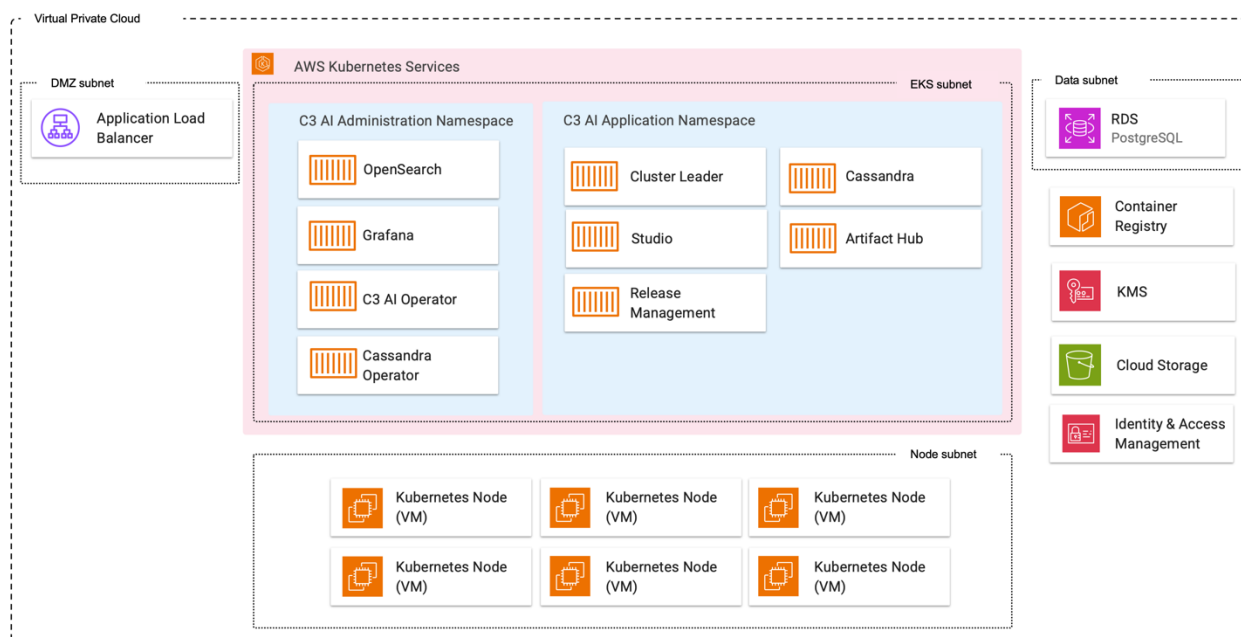 Virtual Private Cloud
DMZ subnet
Application Load
Balancer
AWS Kubernetes Services
EKS subnet
C3 AI Administration Namespace
OpenSearch
Grafana
C3 AI Operator
Cassandra
Operator
C3 AI Application Namespace
Cluster Leader
Cassandra
Studio
Artifact Hub
Release
Management
Data subnet
RDS
PostgreSQL
Container
Registry
KMS
Cloud Storage
Identity & Access
Management
Node subnet
Kubernetes Node
(VM)
Kubernetes Node
(VM)
Kubernetes Node
(VM)
Kubernetes Node
(VM)
Kubernetes Node
(VM)
Kubernetes Node
(VM)